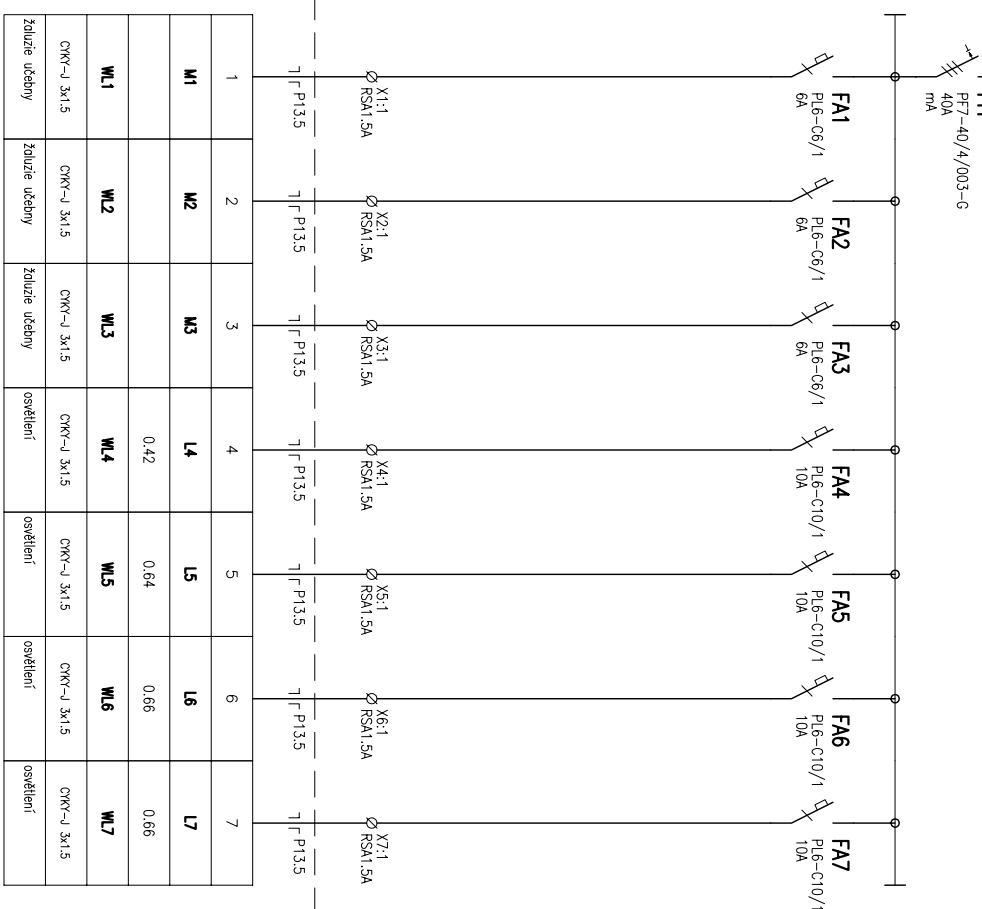 PF7-40/4/003-G
40A
mA
FA1
PL6-C6/1
6A
FA2
PL6-C6/1
6A
FA3
PL6-C6/1
6A
FA4
PL6-C10/1
10A
FA5
PL6-C10/1
10A
FA6
PL6-C10/1
10A
FA7
PL6-C10/1
10A
X1:1
RSA1.5A
X2:1
RSA1.5A
X3:1
RSA1.5A
X4:1
RSA1.5A
X5:1
RSA1.5A
X6:1
RSA1.5A
X7:1
RSA1.5A
P13.5
P13.5
P13.5
P13.5
P13.5
P13.5
P13.5
1
2
3
4
5
6
7
M1
M2
M3
L4
L5
L6
L7
0.42
0.64
0.66
0.66
WL1
WL2
WL3
WL4
WL5
WL6
WL7
CYKY-J 3x1.5
CYKY-J 3x1.5
CYKY-J 3x1.5
CYKY-J 3x1.5
CYKY-J 3x1.5
CYKY-J 3x1.5
CYKY-J 3x1.5
žaluzie učebny
žaluzie učebny
žaluzie učebny
osvětlení
osvětlení
osvětlení
osvětlení